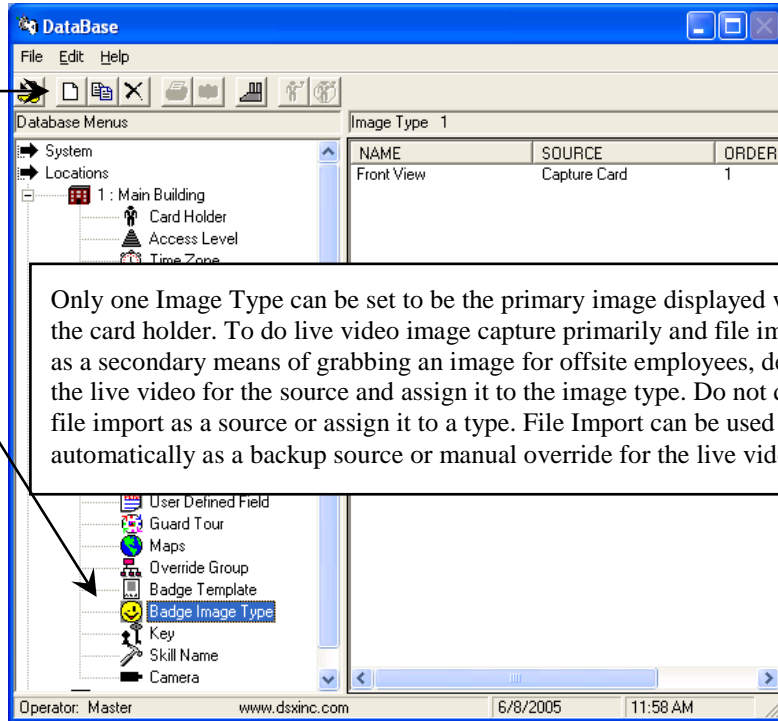 DataBase
File Edit Help
Database Menus
Image Type 1
System
Locations
1 : Main Building
Card Holder
Access Level
Time Zone
NAME SOURCE ORDER
Front View Capture Card 1
Only one Image Type can be set to be the primary image displayed
the card holder. To do live video image capture primarily and file
as a secondary means of grabbing an image for offsite employees,
the live video for the source and assign it to the image type. Do not
file import as a source or assign it to a type. File Import can be used
automatically as a backup source or manual override for the live
User Defined Field
Guard Tour
Maps
Override Group
Badge Template
Badge Image Type
Key
Skill Name
Camera
Operator: Master www.dsxinc.com 6/8/2005 11:58 AM